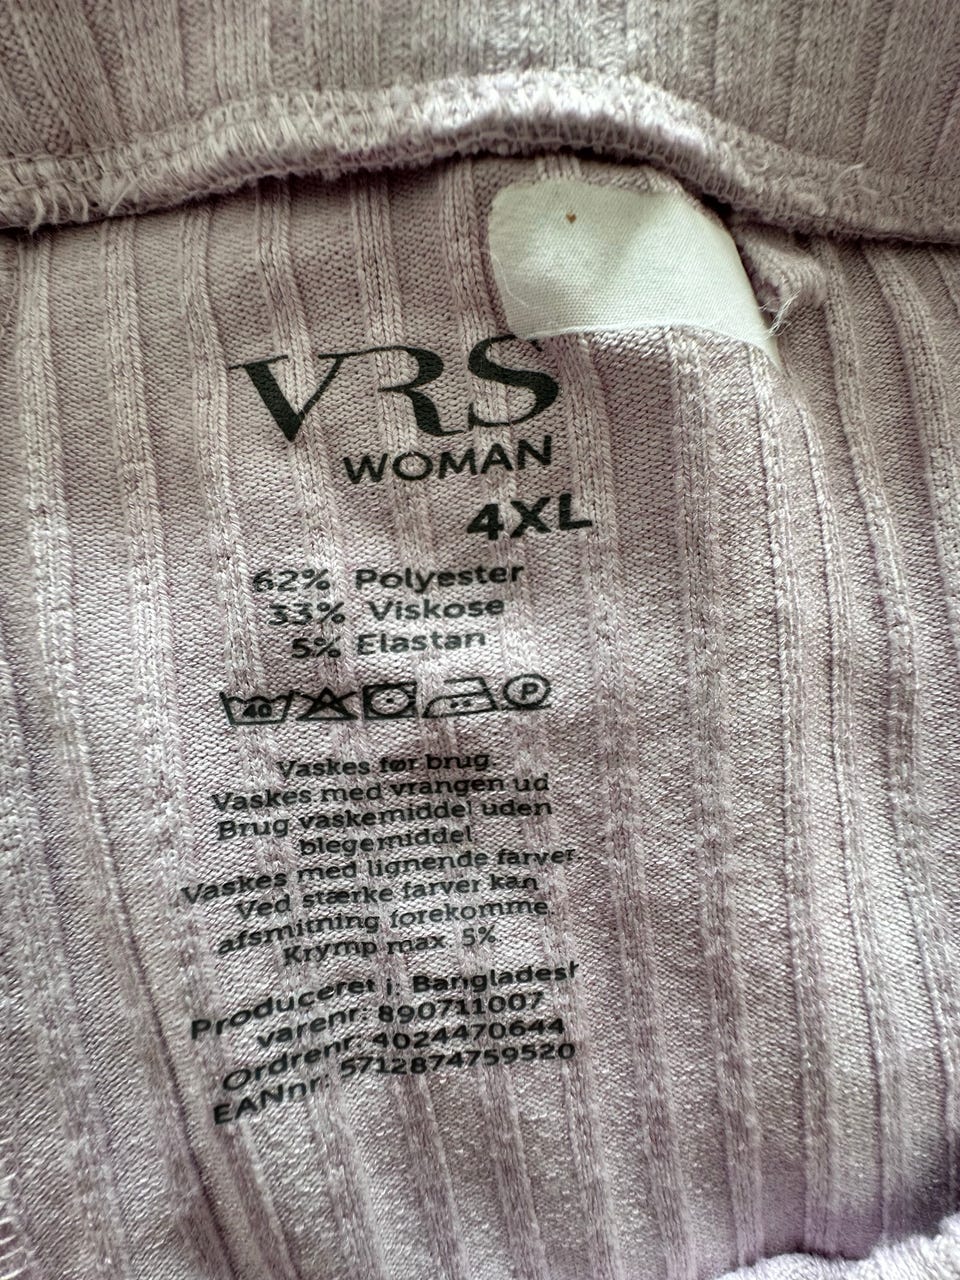 VRS
WOMAN
4XL
62% Polyester
33% Viskose
5% Elastan
40 P
Vaskes før brug.
Vaskes med vrangen ud
Brug vaskemiddel uden
blegemiddel
Vaskes med lignende farver.
Ved stærke farver kan
afsmitning forekomme.
Krymp max. 5%
Produceret i: Bangladesh
varenr: 890711007
Ordrenr: 4024470644
EANnr: 5712874759520